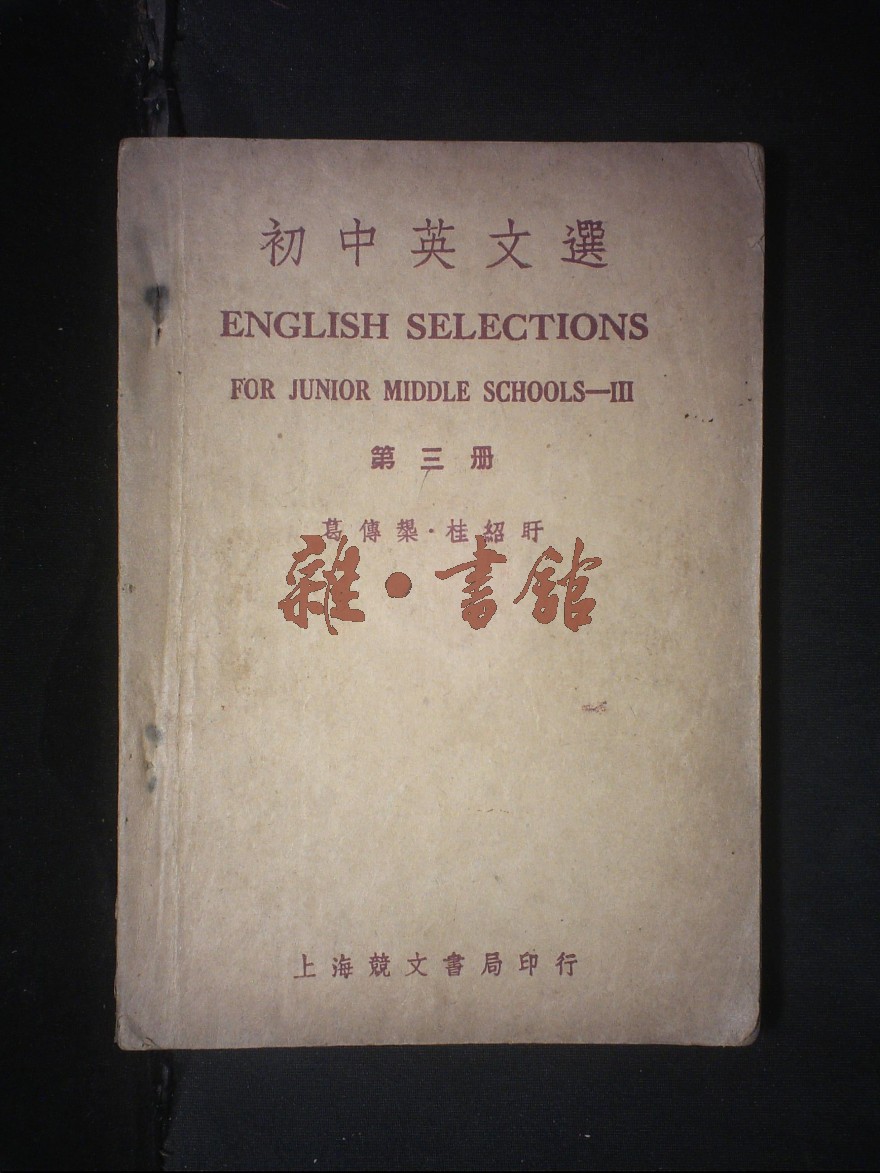 初中英文選
ENGLISH SELECTIONS
FOR JUNIOR MIDDLE SCHOOLS—III
第三册
葛傳槼·桂紹盱
雜·書館
上海競文書局印行